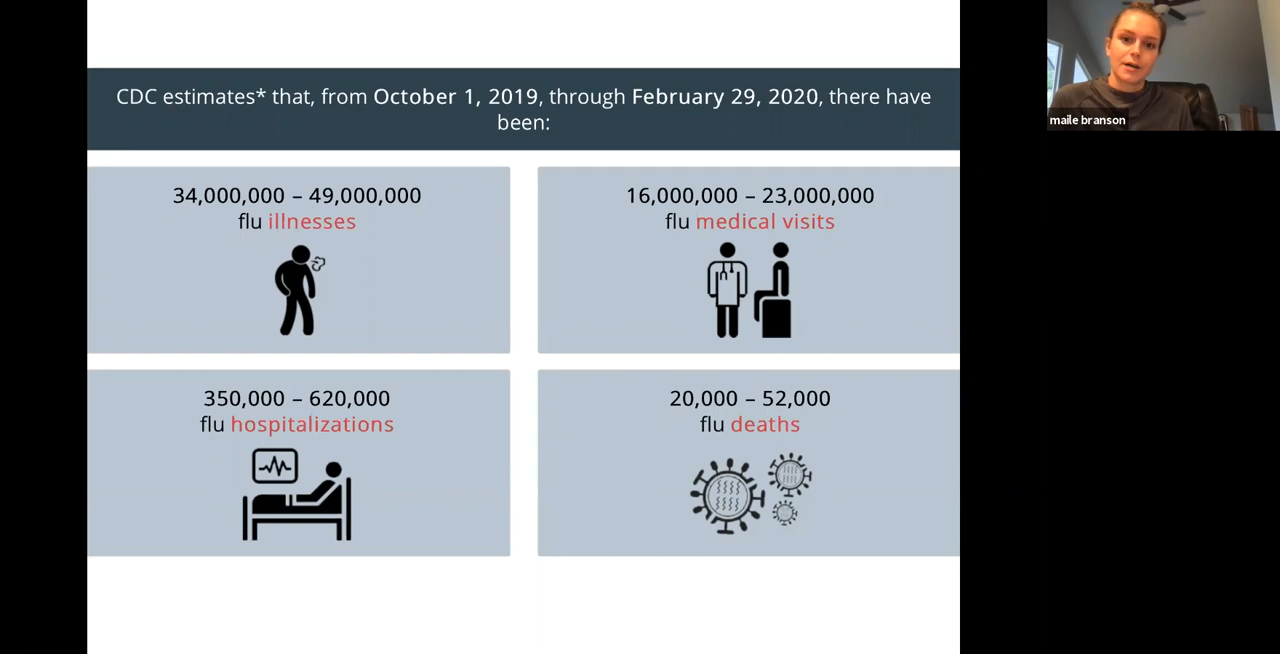 CDC estimates* that, from October 1, 2019, through February 29, 2020, there have
been:
34,000,000 – 49,000,000
flu illnesses
16,000,000 – 23,000,000
flu medical visits
350,000 – 620,000
flu hospitalizations
20,000 – 52,000
flu deaths
maile branson